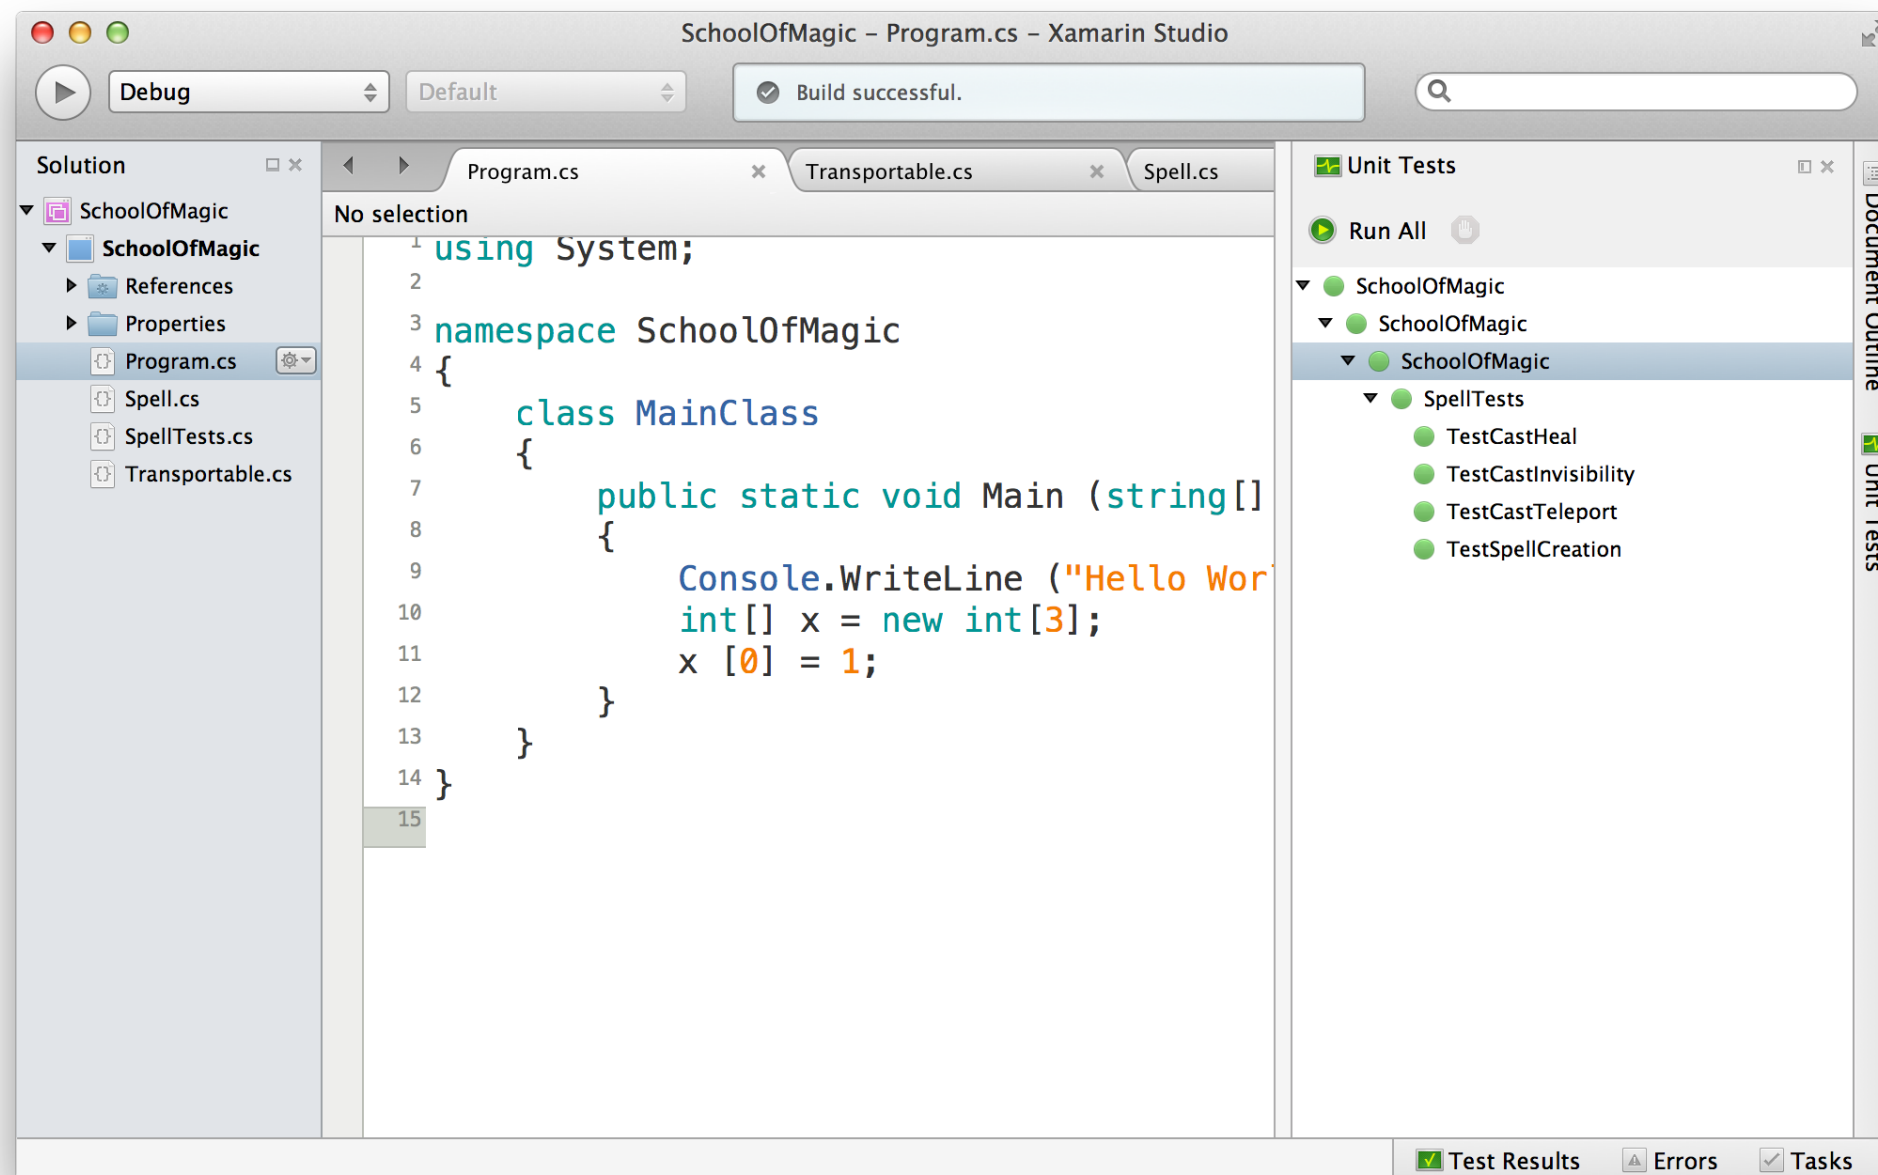 SchoolOfMagic – Program.cs – Xamarin Studio
Debug
Default
Build successful.
Solution
SchoolOfMagic
SchoolOfMagic
References
Properties
Program.cs
Spell.cs
SpellTests.cs
Transportable.cs
Program.cs
Transportable.cs
Spell.cs
No selection
1 using System;
2
3 namespace SchoolOfMagic
4 {
5 class MainClass
6 {
7 public static void Main (string[]
8 {
9 Console.WriteLine ("Hello Wor
10 int[] x = new int[3];
11 x [0] = 1;
12 }
13 }
14 }
15
Unit Tests
Run All
SchoolOfMagic
SchoolOfMagic
SchoolOfMagic
SpellTests
TestCastHeal
TestCastInvisibility
TestCastTeleport
TestSpellCreation
Document Outline
Unit Tests
Test Results
Errors
Tasks